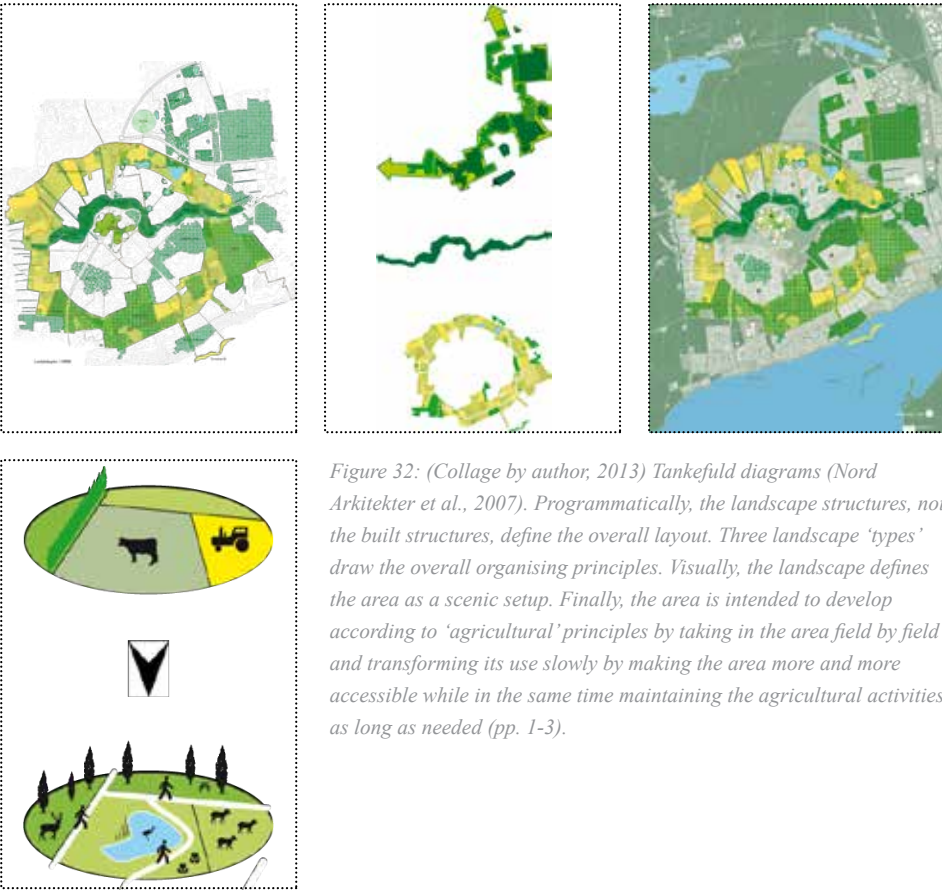 Figure 32: (Collage by author, 2013) Tankefuld diagrams (Nord
Arkitekter et al., 2007). Programmatically, the landscape structures,
the built structures, define the overall layout. Three landscape ‘types’
draw the overall organising principles. Visually, the landscape defines
the area as a scenic setup. Finally, the area is intended to develop
according to ‘agricultural’ principles by taking in the area field by field
and transforming its use slowly by making the area more and more
accessible while in the same time maintaining the agricultural activities
as long as needed (pp. 1-3).